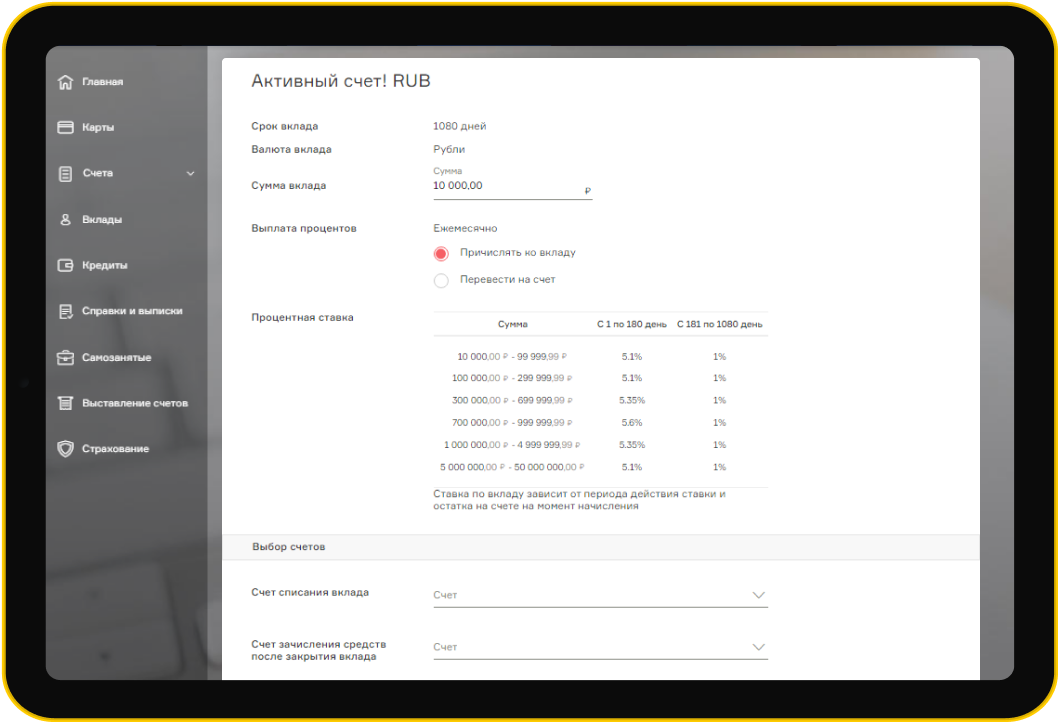 Главная
Карты
Счета
Вклады
Кредиты
Справки и выписки
Самозанятые
Выставление счетов
Страхование
Активный счет! RUB
Срок вклада 1080 дней
Валюта вклада Рубли
Сумма
Сумма вклада 10 000,00 ₽
Выплата процентов Ежемесячно
Причислять ко вкладу
Перевести на счет
Процентная ставка
Сумма С 1 по 180 день С 181 по 1080 день
10 000,00 ₽ - 99 999,99 ₽ 5.1% 1%
100 000,00 ₽ - 299 999,99 ₽ 5.1% 1%
300 000,00 ₽ - 699 999,99 ₽ 5.35% 1%
700 000,00 ₽ - 999 999,99 ₽ 5.6% 1%
1 000 000,00 ₽ - 4 999 999,99 ₽ 5.35% 1%
5 000 000,00 ₽ - 50 000 000,00 ₽ 5.1% 1%
Ставка по вкладу зависит от периода действия ставки и
остатка на счете на момент начисления
Выбор счетов
Счет списания вклада Счет
Счет зачисления средств
после закрытия вклада Счет